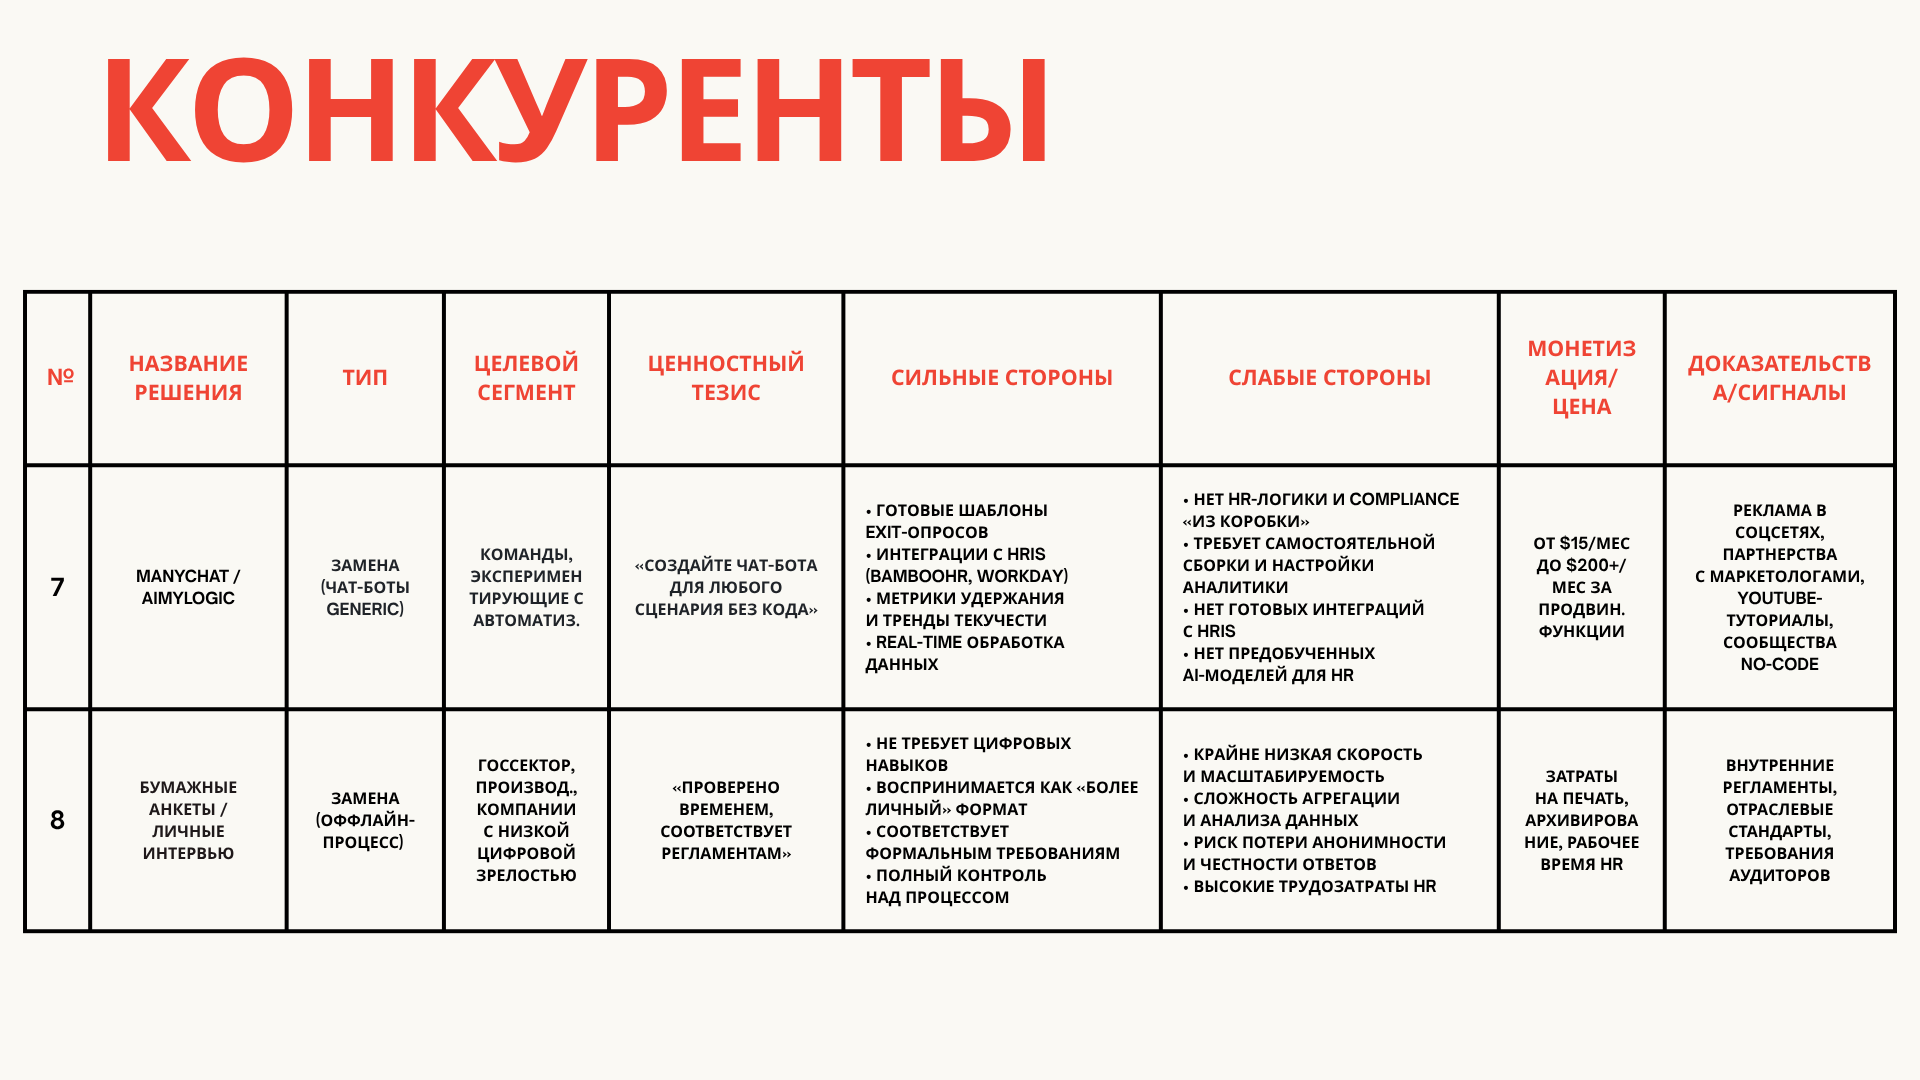 КОНКУРЕНТЫ
№
НАЗВАНИЕ
РЕШЕНИЯ
ТИП
ЦЕЛЕВОЙ
СЕГМЕНТ
ЦЕННОСТНЫЙ
ТЕЗИС
СИЛЬНЫЕ СТОРОНЫ
СЛАБЫЕ СТОРОНЫ
МОНЕТИЗ
АЦИЯ/
ЦЕНА
ДОКАЗАТЕЛЬСТВ
А/СИГНАЛЫ
7
MANYCHAT /
AIMYLOGIC
ЗАМЕНА
(ЧАТ-БОТЫ
GENERIC)
КОМАНДЫ,
ЭКСПЕРИМЕН
ТИРУЮЩИЕ С
АВТОМАТИЗ.
«СОЗДАЙТЕ ЧАТ-БОТА
ДЛЯ ЛЮБОГО
СЦЕНАРИЯ БЕЗ КОДА»
• ГОТОВЫЕ ШАБЛОНЫ
EXIT-ОПРОСОВ
• ИНТЕГРАЦИИ С HRIS
(BAMBOOHR, WORKDAY)
• МЕТРИКИ УДЕРЖАНИЯ
И ТРЕНДЫ ТЕКУЧЕСТИ
• REAL-TIME ОБРАБОТКА
ДАННЫХ
• НЕТ HR-ЛОГИКИ И COMPLIANCE
«ИЗ КОРОБКИ»
• ТРЕБУЕТ САМОСТОЯТЕЛЬНОЙ
СБОРКИ И НАСТРОЙКИ
АНАЛИТИКИ
• НЕТ ГОТОВЫХ ИНТЕГРАЦИЙ
С HRIS
• НЕТ ПРЕДОБУЧЕННЫХ
AI-МОДЕЛЕЙ ДЛЯ HR
ОТ $15/МЕС
ДО $200+/
МЕС ЗА
ПРОДВИН.
ФУНКЦИИ
РЕКЛАМА В
СОЦСЕТЯХ,
ПАРТНЕРСТВА
С МАРКЕТОЛОГАМИ,
YOUTUBE-
ТУТОРИАЛЫ,
СООБЩЕСТВА
NO-CODE
8
БУМАЖНЫЕ
АНКЕТЫ /
ЛИЧНЫЕ
ИНТЕРВЬЮ
ЗАМЕНА
(ОФФЛАЙН-
ПРОЦЕСС)
ГОССЕКТОР,
ПРОИЗВОД.,
КОМПАНИИ
С НИЗКОЙ
ЦИФРОВОЙ
ЗРЕЛОСТЬЮ
«ПРОВЕРЕНО
ВРЕМЕНЕМ,
СООТВЕТСТВУЕТ
РЕГЛАМЕНТАМ»
• НЕ ТРЕБУЕТ ЦИФРОВЫХ
НАВЫКОВ
• ВОСПРИНИМАЕТСЯ КАК «БОЛЕЕ
ЛИЧНЫЙ» ФОРМАТ
• СООТВЕТСТВУЕТ
ФОРМАЛЬНЫМ ТРЕБОВАНИЯМ
• ПОЛНЫЙ КОНТРОЛЬ
НАД ПРОЦЕССОМ
• КРАЙНЕ НИЗКАЯ СКОРОСТЬ
И МАСШТАБИРУЕМОСТЬ
• СЛОЖНОСТЬ АГРЕГАЦИИ
И АНАЛИЗА ДАННЫХ
• РИСК ПОТЕРИ АНОНИМНОСТИ
И ЧЕСТНОСТИ ОТВЕТОВ
• ВЫСОКИЕ ТРУДОЗАТРАТЫ HR
ЗАТРАТЫ
НА ПЕЧАТЬ,
АРХИВИРОВА
НИЕ, РАБОЧЕЕ
ВРЕМЯ HR
ВНУТРЕННИЕ
РЕГЛАМЕНТЫ,
ОТРАСЛЕВЫЕ
СТАНДАРТЫ,
ТРЕБОВАНИЯ
АУДИТОРОВ